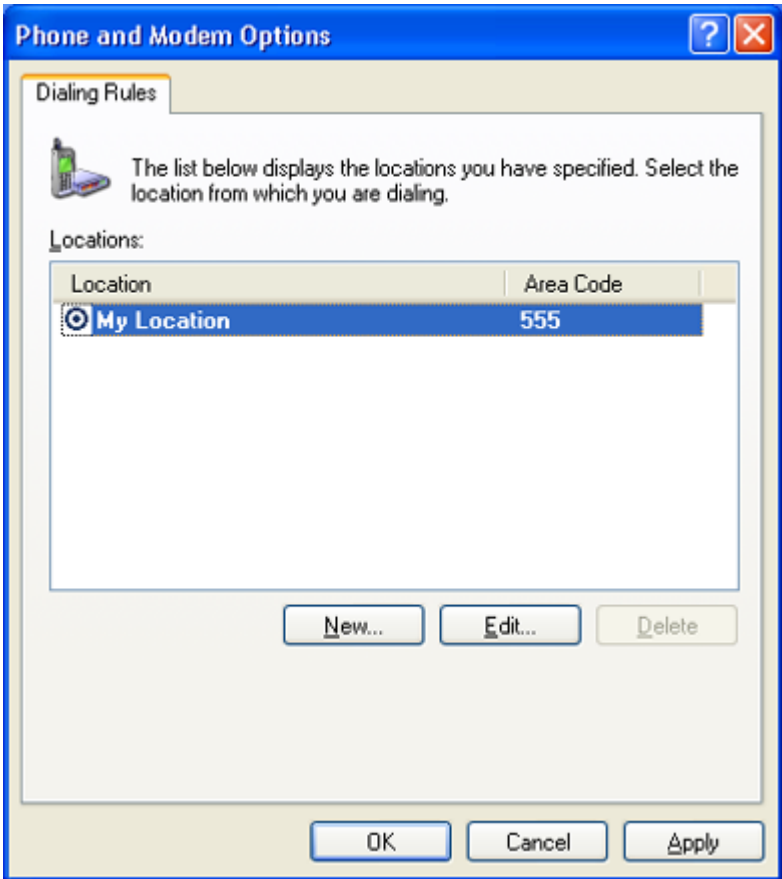 Phone and Modem Options
Dialing Rules
The list below displays the locations you have specified. Select the
location from which you are dialing.
Locations:
Location Area Code
My Location 555
New... Edit... Delete
OK Cancel Apply